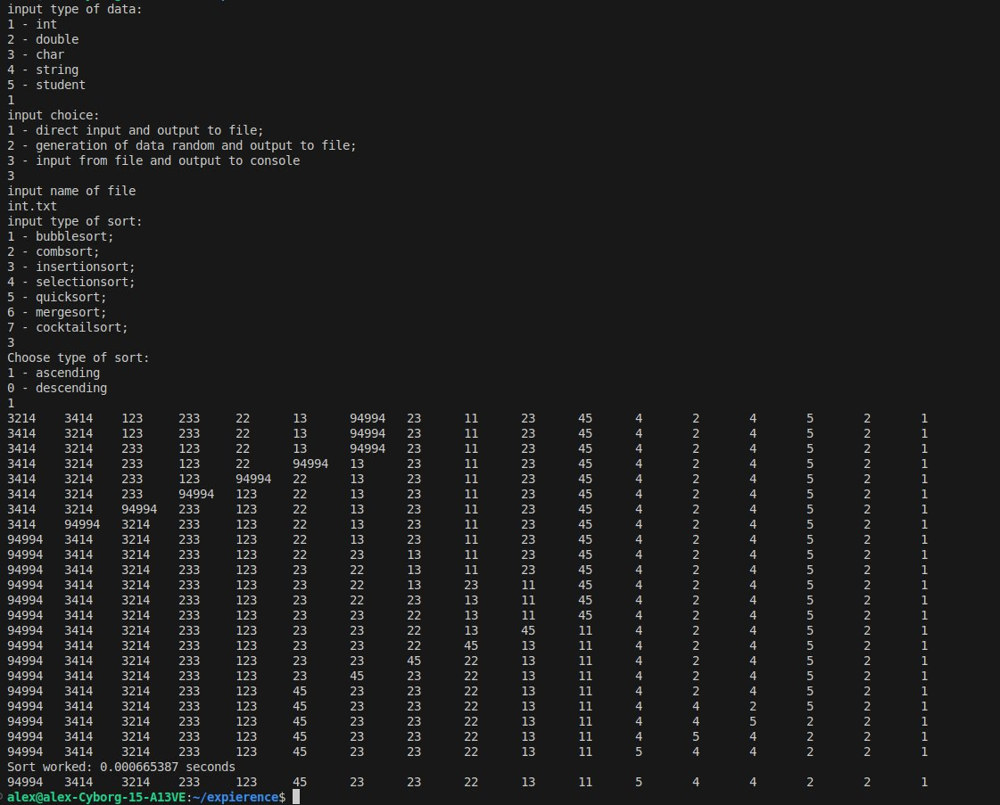 input type of data:
1 - int
2 - double
3 - char
4 - string
5 - student
1
input choice:
1 - direct input and output to file;
2 - generation of data random and output to file;
3 - input from file and output to console
3
input name of file
int.txt
input type of sort:
1 - bubblesort;
2 - combsort;
3 - insertionsort;
4 - selectionsort;
5 - quicksort;
6 - mergesort;
7 - cocktailsort;
3
Choose type of sort:
1 - ascending
0 - descending
1
3214 3414 123 233 22 13 94994 23 11 23 45 4 2 4 5 2 1
3414 3214 123 233 22 13 94994 23 11 23 45 4 2 4 5 2 1
3414 3214 233 123 22 13 94994 23 11 23 45 4 2 4 5 2 1
3414 3214 233 123 22 94994 13 23 11 23 45 4 2 4 5 2 1
3414 3214 233 123 94994 22 13 23 11 23 45 4 2 4 5 2 1
3414 3214 233 94994 123 22 13 23 11 23 45 4 2 4 5 2 1
3414 3214 94994 233 123 22 13 23 11 23 45 4 2 4 5 2 1
3414 94994 3214 233 123 22 13 23 11 23 45 4 2 4 5 2 1
94994 3414 3214 233 123 22 13 23 11 23 45 4 2 4 5 2 1
94994 3414 3214 233 123 22 23 13 11 23 45 4 2 4 5 2 1
94994 3414 3214 233 123 23 22 13 11 23 45 4 2 4 5 2 1
94994 3414 3214 233 123 23 22 13 23 11 45 4 2 4 5 2 1
94994 3414 3214 233 123 23 22 23 13 11 45 4 2 4 5 2 1
94994 3414 3214 233 123 23 23 22 13 11 45 4 2 4 5 2 1
94994 3414 3214 233 123 23 23 22 13 45 11 4 2 4 5 2 1
94994 3414 3214 233 123 23 23 22 45 13 11 4 2 4 5 2 1
94994 3414 3214 233 123 23 23 45 22 13 11 4 2 4 5 2 1
94994 3414 3214 233 123 23 45 23 22 13 11 4 2 4 5 2 1
94994 3414 3214 233 123 45 23 23 22 13 11 4 2 4 5 2 1
94994 3414 3214 233 123 45 23 23 22 13 11 4 4 2 5 2 1
94994 3414 3214 233 123 45 23 23 22 13 11 4 4 5 2 2 1
94994 3414 3214 233 123 45 23 23 22 13 11 4 5 4 2 2 1
94994 3414 3214 233 123 45 23 23 22 13 11 5 4 4 2 2 1
Sort worked: 0.000665387 seconds
94994 3414 3214 233 123 45 23 23 22 13 11 5 4 4 2 2 1
alex@alex-Cyborg-15-A13VE:~/expierence$